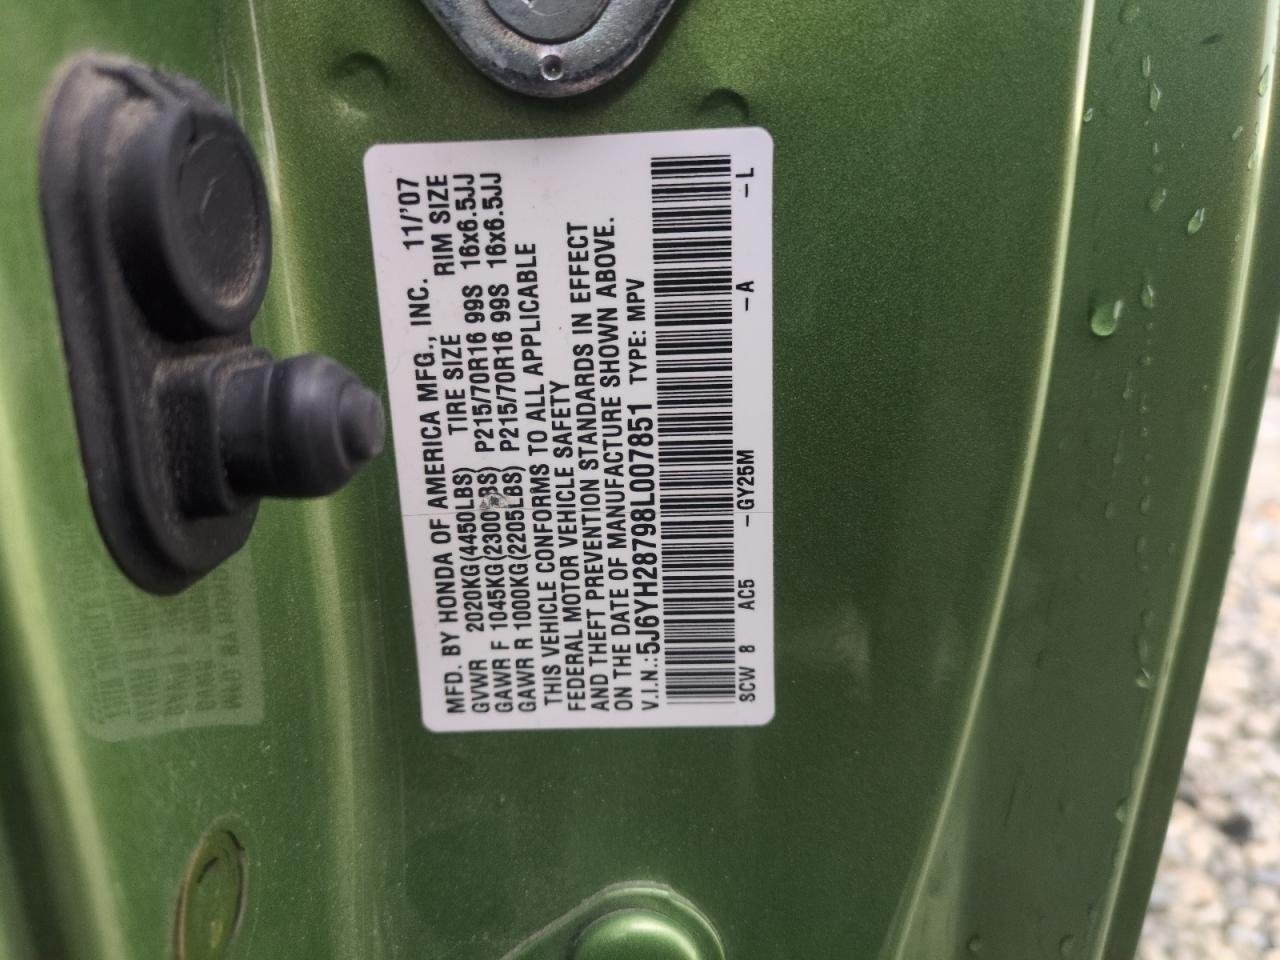 MFD. BY HONDA OF AMERICA MFG., INC. 11/'07
GVWR 2020KG(4450LBS) TIRE SIZE RIM SIZE
GAWR F 1045KG(2300LBS) P215/70R16 99S 16x6.5JJ
GAWR R 1000KG(2205LBS) P215/70R16 99S 16x6.5JJ
THIS VEHICLE CONFORMS TO ALL APPLICABLE
FEDERAL MOTOR VEHICLE SAFETY
AND THEFT PREVENTION STANDARDS IN EFFECT
ON THE DATE OF MANUFACTURE SHOWN ABOVE.
V.I.N.:5J6YH28798L007851 TYPE: MPV
SCW 8 AC5 -GY25M -A -L